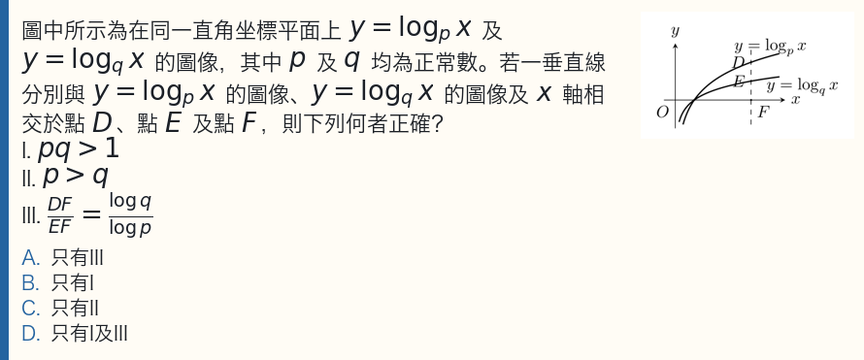 圖中所示為在同一直角坐標平面上 y = log_p x 及
y = log_q x 的圖像，其中 p 及 q 均為正常數。若一垂直線
分別與 y = log_p x 的圖像、y = log_q x 的圖像及 x 軸相
交於點 D、點 E 及點 F，則下列何者正確？
I. pq > 1
II. p > q
III. DF/EF = log q/log p
A. 只有III
B. 只有I
C. 只有II
D. 只有I及III
y
y = log_p x
D
E
y = log_q x
x
O
F